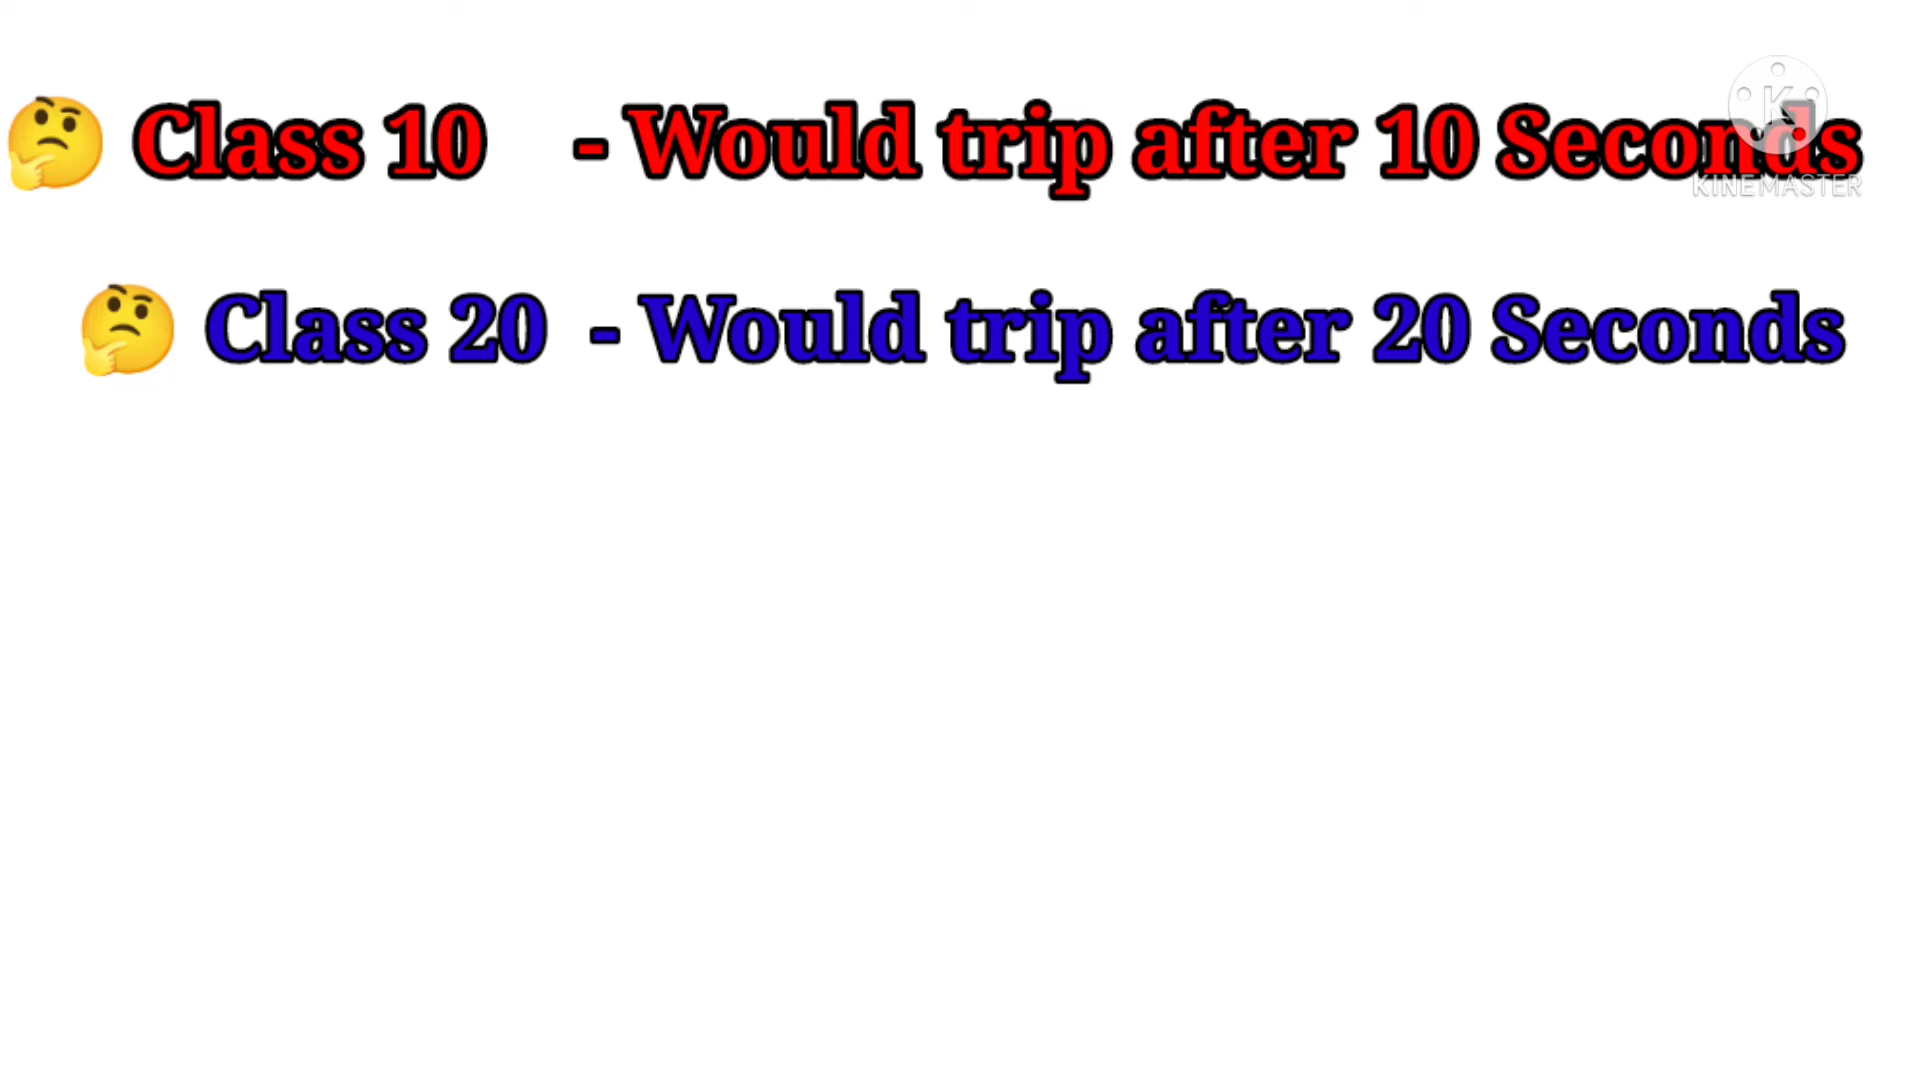 🤔 Class 10 - Would trip after 10 Seconds
KINEMASTER
🤔 Class 20 - Would trip after 20 Seconds